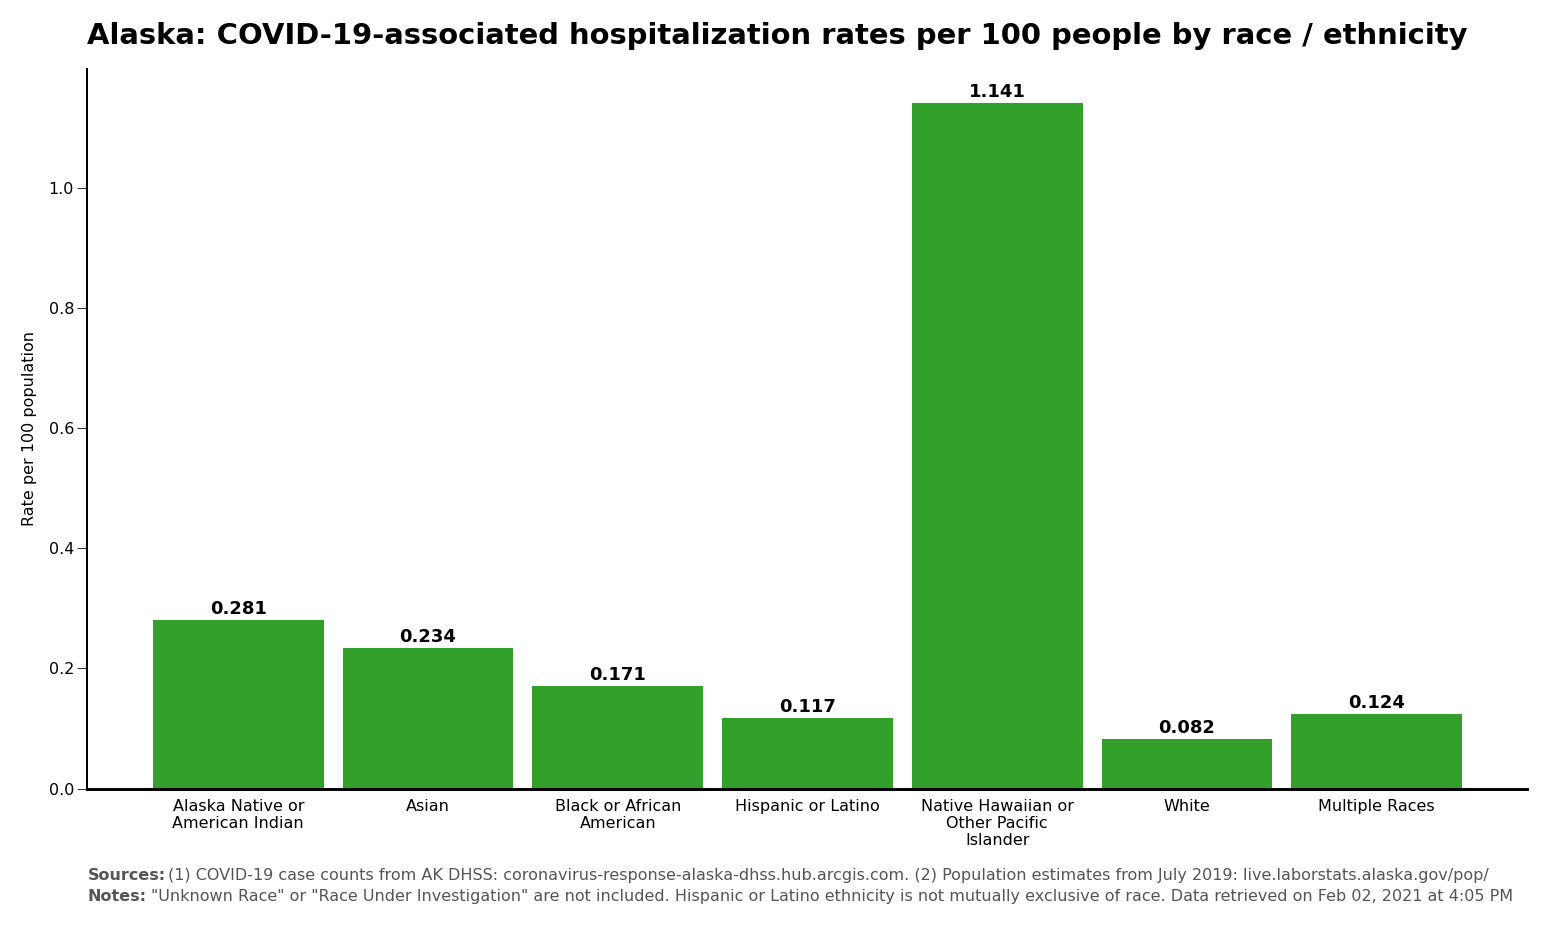 Alaska: COVID-19-associated hospitalization rates per 100 people by race / ethnicity
Rate per 100 population
1.0
0.8
0.6
0.4
0.2
0.0
0.281
0.234
0.171
0.117
1.141
0.082
0.124
Alaska Native or
American Indian
Asian
Black or African
American
Hispanic or Latino
Native Hawaiian or
Other Pacific
Islander
White
Multiple Races
Sources: (1) COVID-19 case counts from AK DHSS: coronavirus-response-alaska-dhss.hub.arcgis.com. (2) Population estimates from July 2019: live.laborstats.alaska.gov/pop/
Notes: "Unknown Race" or "Race Under Investigation" are not included. Hispanic or Latino ethnicity is not mutually exclusive of race. Data retrieved on Feb 02, 2021 at 4:05 PM